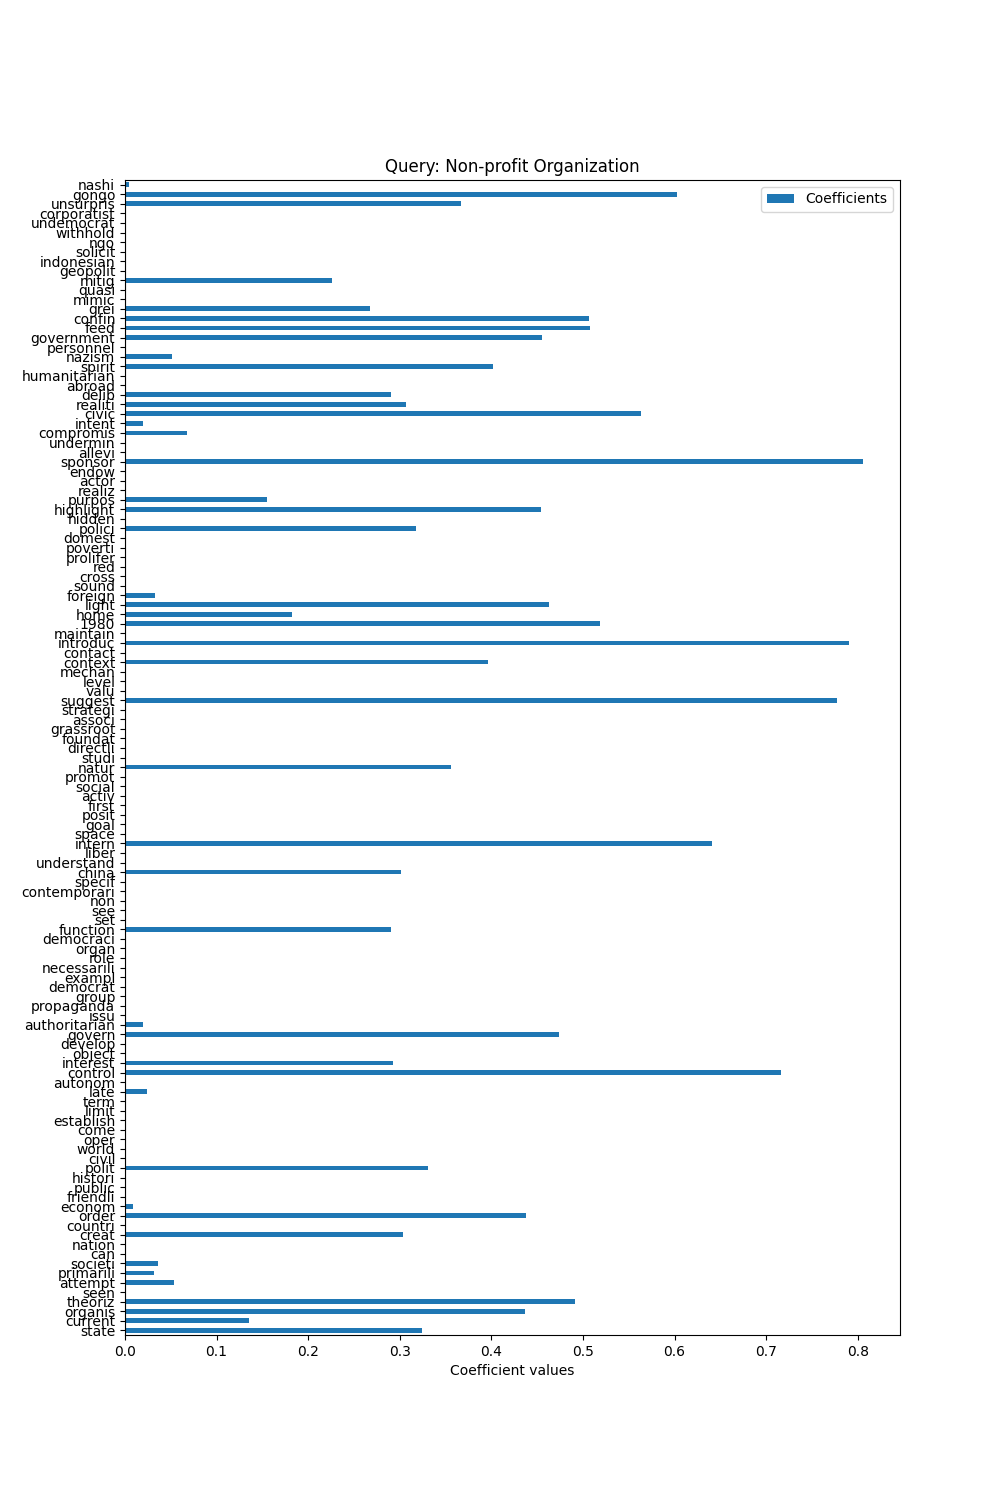 Query: Non-profit Organization
Coefficients
nashi
gongo
unsurpris
corporatist
undemocrat
withhold
ngo
solicit
indonesian
geopolit
mitig
quasi
mimic
grei
confin
feed
government
personnel
nazism
spirit
humanitarian
abroad
delib
realiti
civic
intent
compromis
undermin
allevi
sponsor
endow
actor
realiz
purpos
highlight
hidden
polici
domest
poverti
prolifer
red
cross
sound
foreign
light
home
1980
maintain
introduc
contact
context
mechan
level
valu
suggest
strategi
associ
grassroot
foundat
directli
studi
natur
promot
social
activ
first
posit
goal
space
intern
liber
understand
china
specif
contemporari
non
see
set
function
democraci
organ
role
necessarili
exampl
democrat
group
propaganda
issu
authoritarian
govern
develop
object
interest
control
autonom
late
term
limit
establish
come
oper
world
civil
polit
histori
public
friendli
econom
order
countri
creat
nation
can
societi
primarili
attempt
seen
theoriz
organis
current
state
0.0 0.1 0.2 0.3 0.4 0.5 0.6 0.7 0.8
Coefficient values